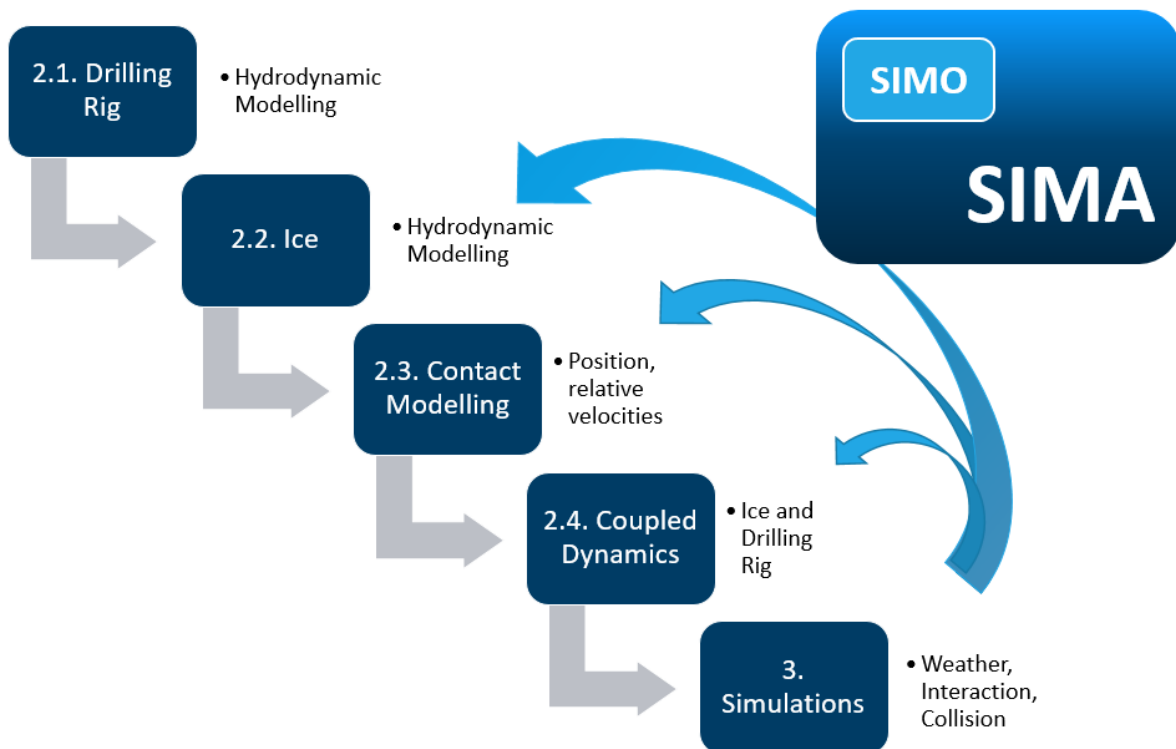 2.1. Drilling
Rig
• Hydrodynamic
Modelling
SIMO
SIMA
2.2. Ice
• Hydrodynamic
Modelling
2.3. Contact
Modelling
• Position,
relative
velocities
2.4. Coupled
Dynamics
• Ice and
Drilling
Rig
3.
Simulations
• Weather,
Interaction,
Collision